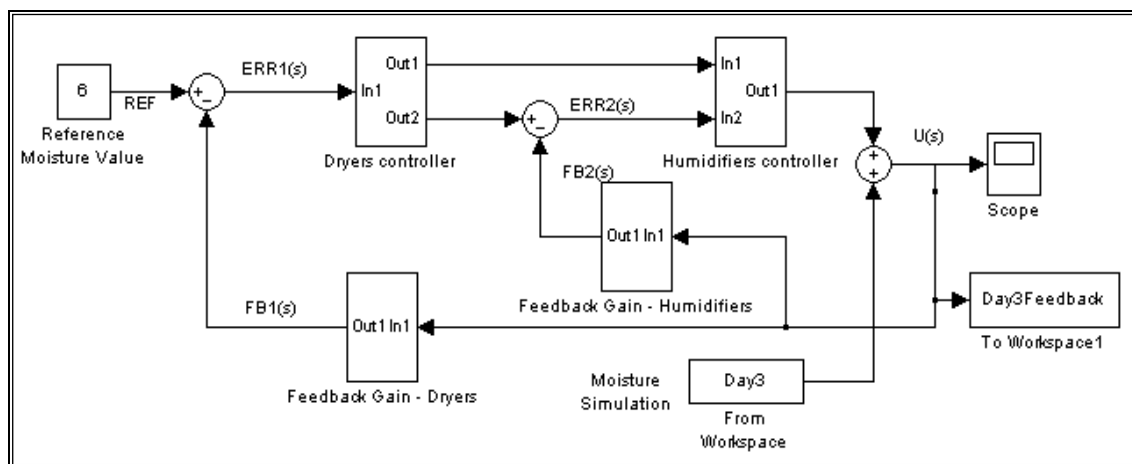 6
REF
Reference
Moisture Value
+
−
ERR1(s)
In1
Out1
Out2
Dryers controller
+
−
ERR2(s)
In1
In2
Out1
Humidifiers controller
+
+
U(s)
Scope
FB2(s)
Out1 In1
Feedback Gain - Humidifiers
FB1(s)
Out1 In1
Feedback Gain - Dryers
Day3Feedback
To Workspace1
Moisture
Simulation
Day3
From
Workspace